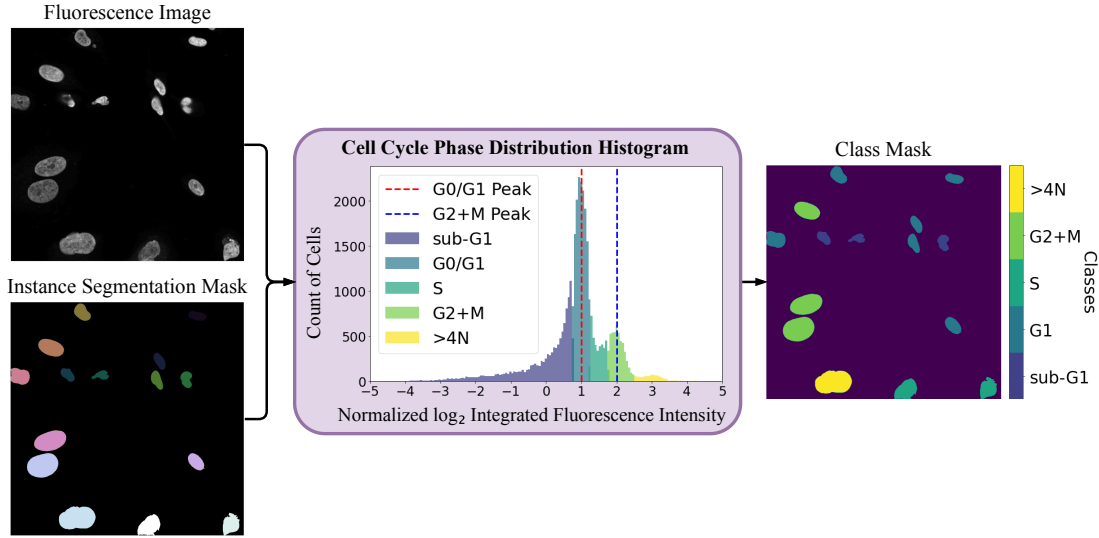 Fluorescence Image
Instance Segmentation Mask
Cell Cycle Phase Distribution Histogram
G0/G1 Peak
G2+M Peak
sub-G1
G0/G1
S
G2+M
>4N
Count of Cells
2000
1500
1000
500
0
−5 −4 −3 −2 −1 0 1 2 3 4 5
Normalized log₂ Integrated Fluorescence Intensity
Class Mask
>4N
G2+M
S
G1
sub-G1
Classes